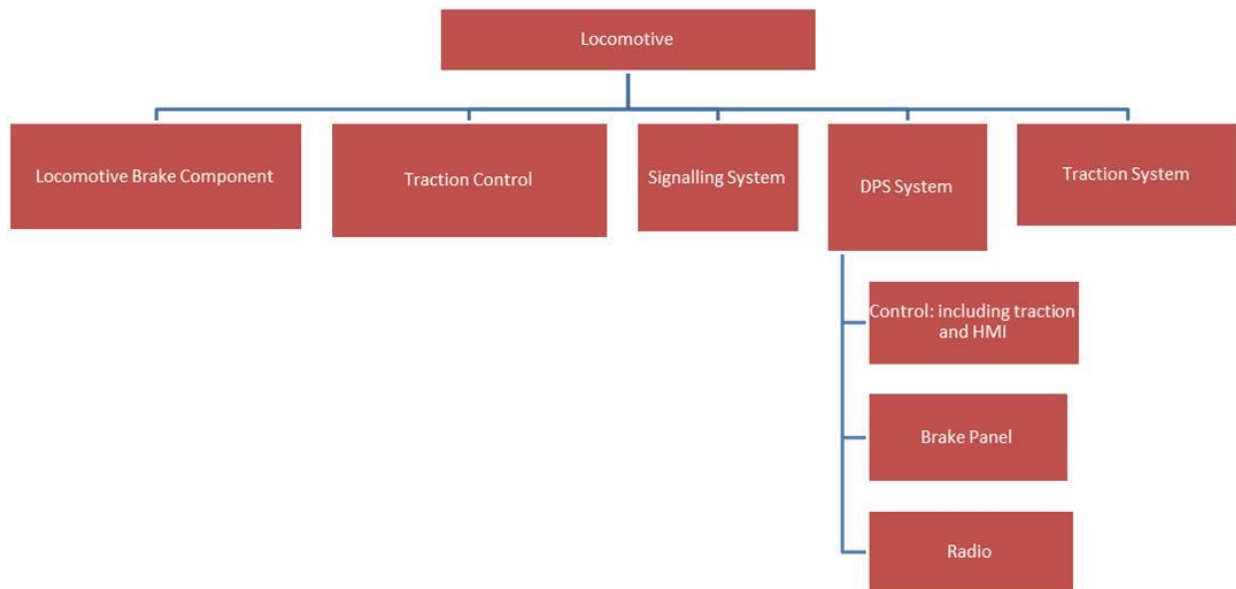 Locomotive
Locomotive Brake Component
Traction Control
Signalling System
DPS System
Traction System
Control: including traction
and HMI
Brake Panel
Radio